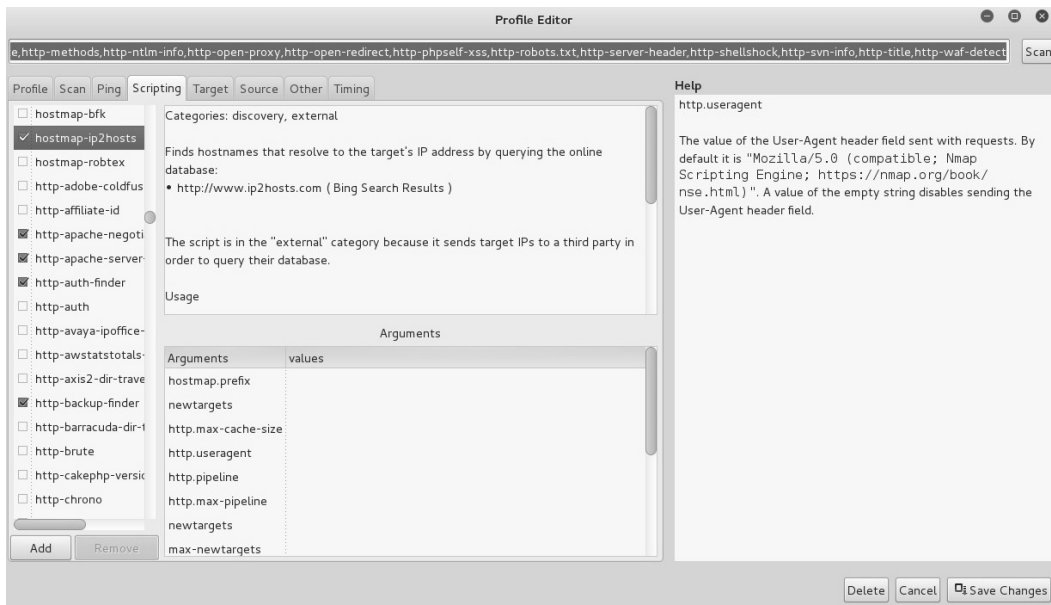 Profile Editor
e,http-methods,http-ntlm-info,http-open-proxy,http-open-redirect,http-phpself-xss,http-robots.txt,http-server-header,http-shellshock,http-svn-info,http-title,http-waf-detect
Scan
Profile Scan Ping Scripting Target Source Other Timing
hostmap-bfk
hostmap-ip2hosts
hostmap-robtex
http-adobe-coldfus
http-affiliate-id
http-apache-negoti
http-apache-server-
http-auth-finder
http-auth
http-avaya-ipoffice-
http-awstatstotals-
http-axis2-dir-trave
http-backup-finder
http-barracuda-dir-t
http-brute
http-cakephp-versio
http-chrono
Add Remove
Categories: discovery, external
Finds hostnames that resolve to the target's IP address by querying the online
database:
• http://www.ip2hosts.com ( Bing Search Results )
The script is in the "external" category because it sends target IPs to a third party in
order to query their database.
Usage
Arguments
Arguments values
hostmap.prefix
newtargets
http.max-cache-size
http.useragent
http.pipeline
http.max-pipeline
newtargets
max-newtargets
Help
http.useragent
The value of the User-Agent header field sent with requests. By
default it is "Mozilla/5.0 (compatible; Nmap
Scripting Engine; https://nmap.org/book/
nse.html)". A value of the empty string disables sending the
User-Agent header field.
Delete Cancel Save Changes